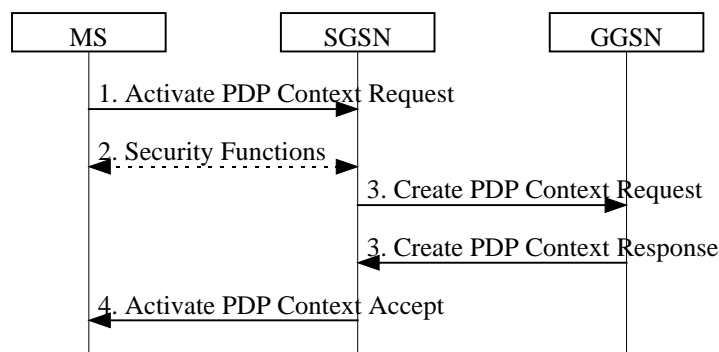 MS
SGSN
GGSN
1. Activate PDP Context Request
2. Security Functions
3. Create PDP Context Request
3. Create PDP Context Response
4. Activate PDP Context Accept